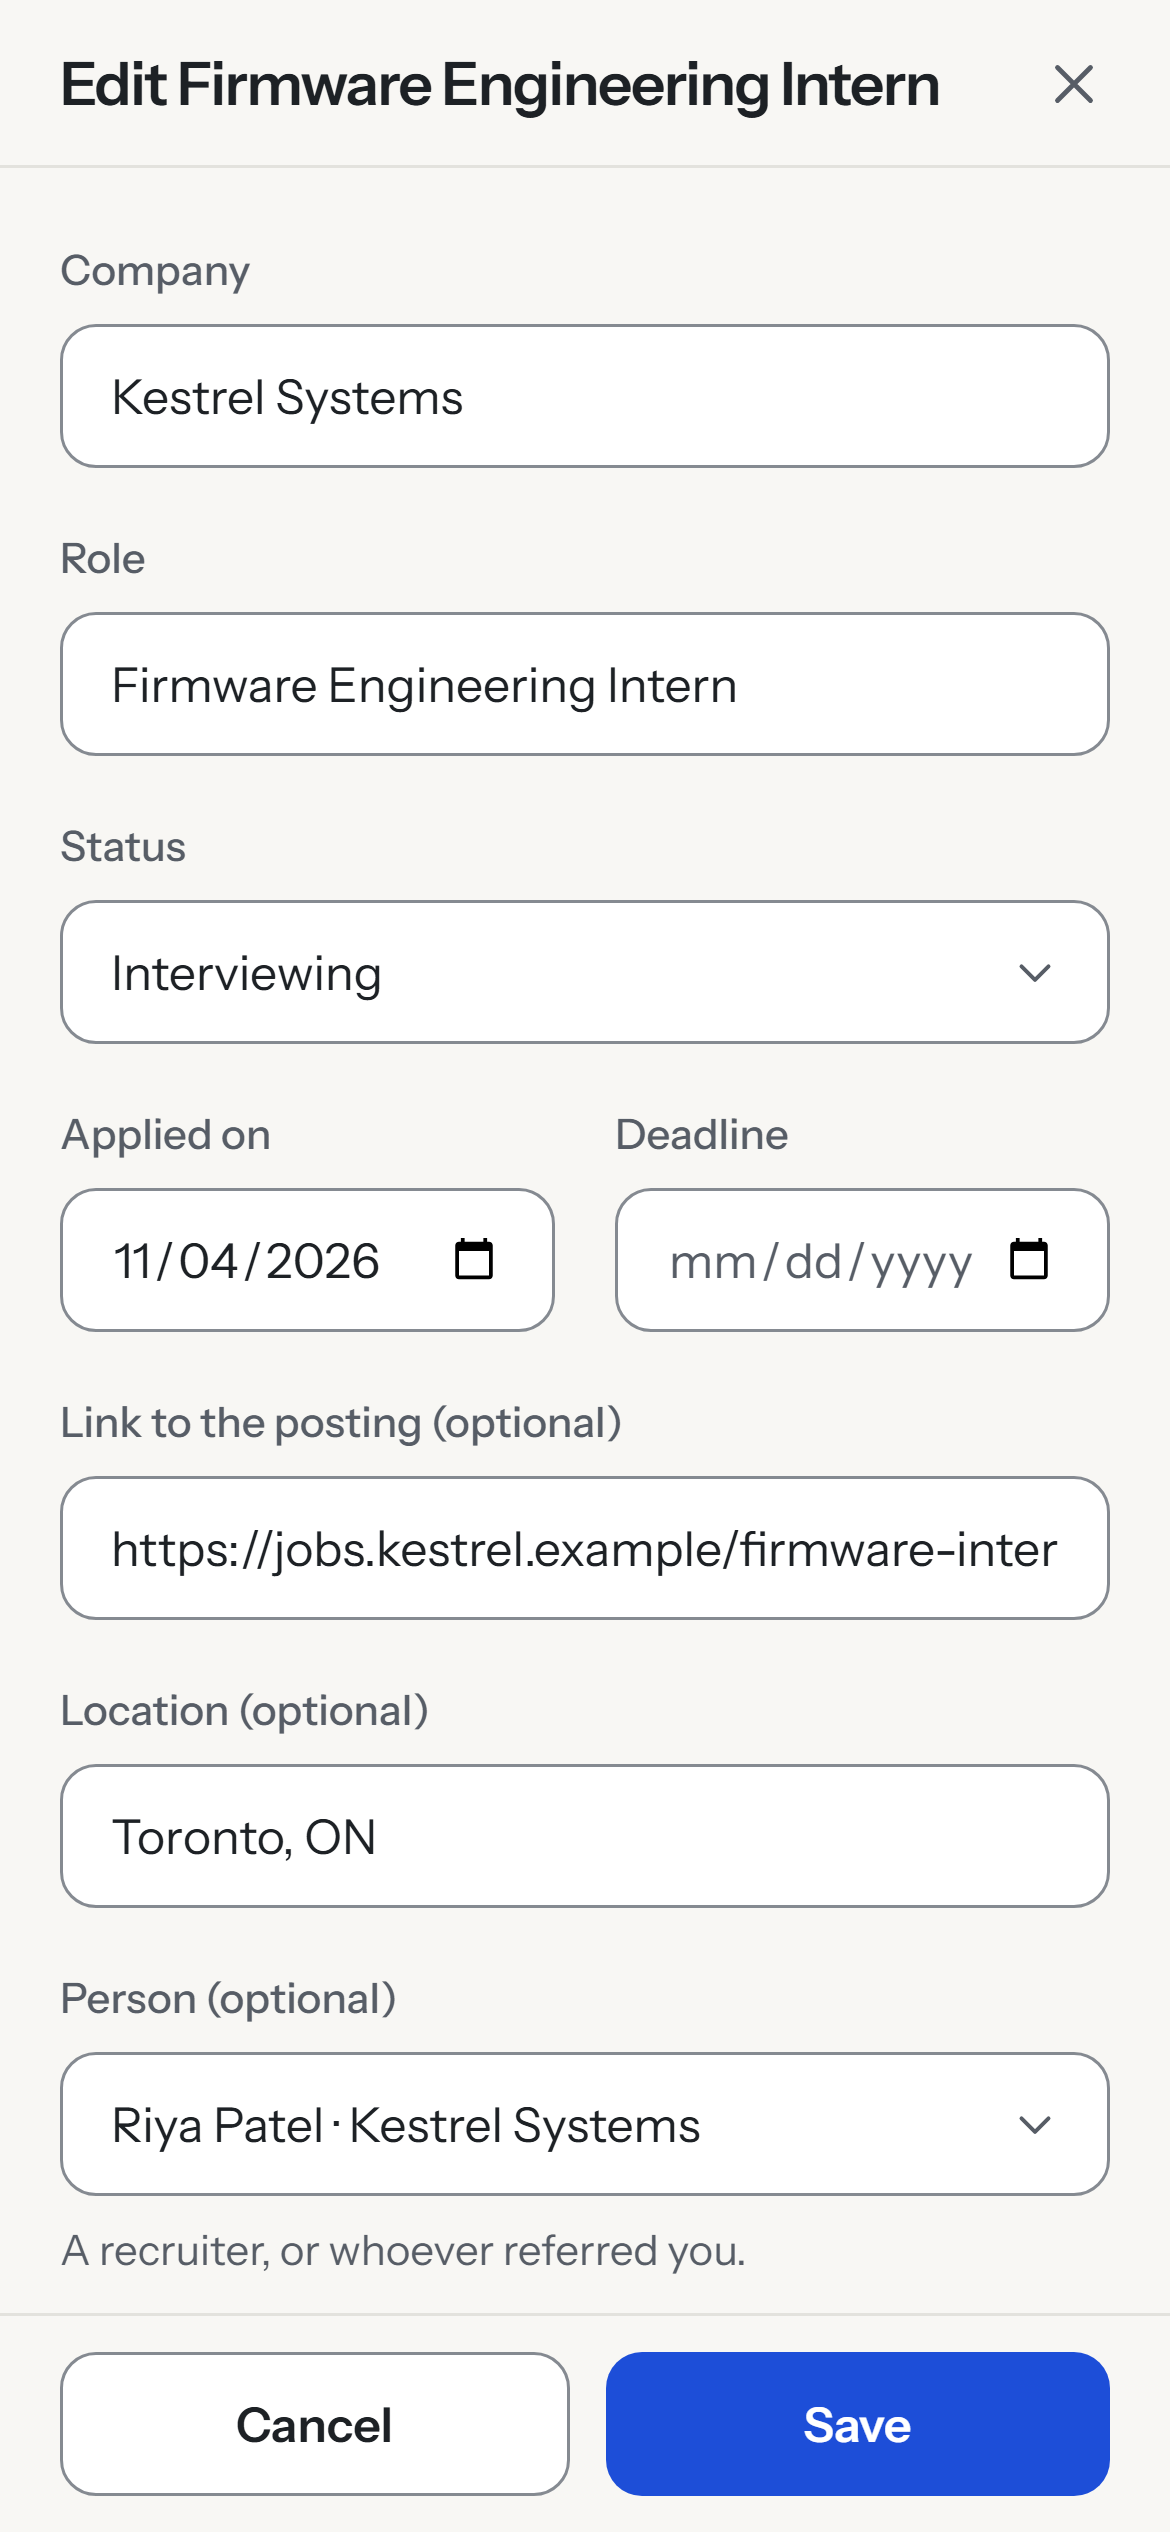 Edit Firmware Engineering Intern
Company
Kestrel Systems
Role
Firmware Engineering Intern
Status
Interviewing
Applied on
Deadline
11/04/2026
mm/dd/yyyy
Link to the posting (optional)
https://jobs.kestrel.example/firmware-inter
Location (optional)
Toronto, ON
Person (optional)
Riya Patel · Kestrel Systems
A recruiter, or whoever referred you.
Cancel
Save